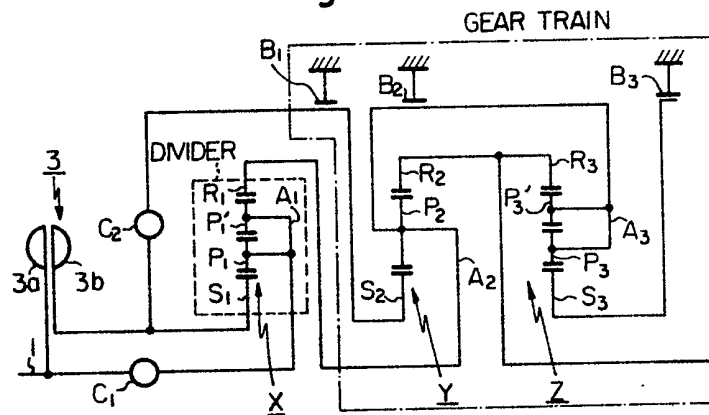 GEAR TRAIN
B1
B2
B3
DIVIDER
3
R1
A1
R2
R3
C2
P1'
P2
P3'
3a
3b
P1
A2
A3
S1
S2
P3
S3
1
C1
X
Y
Z